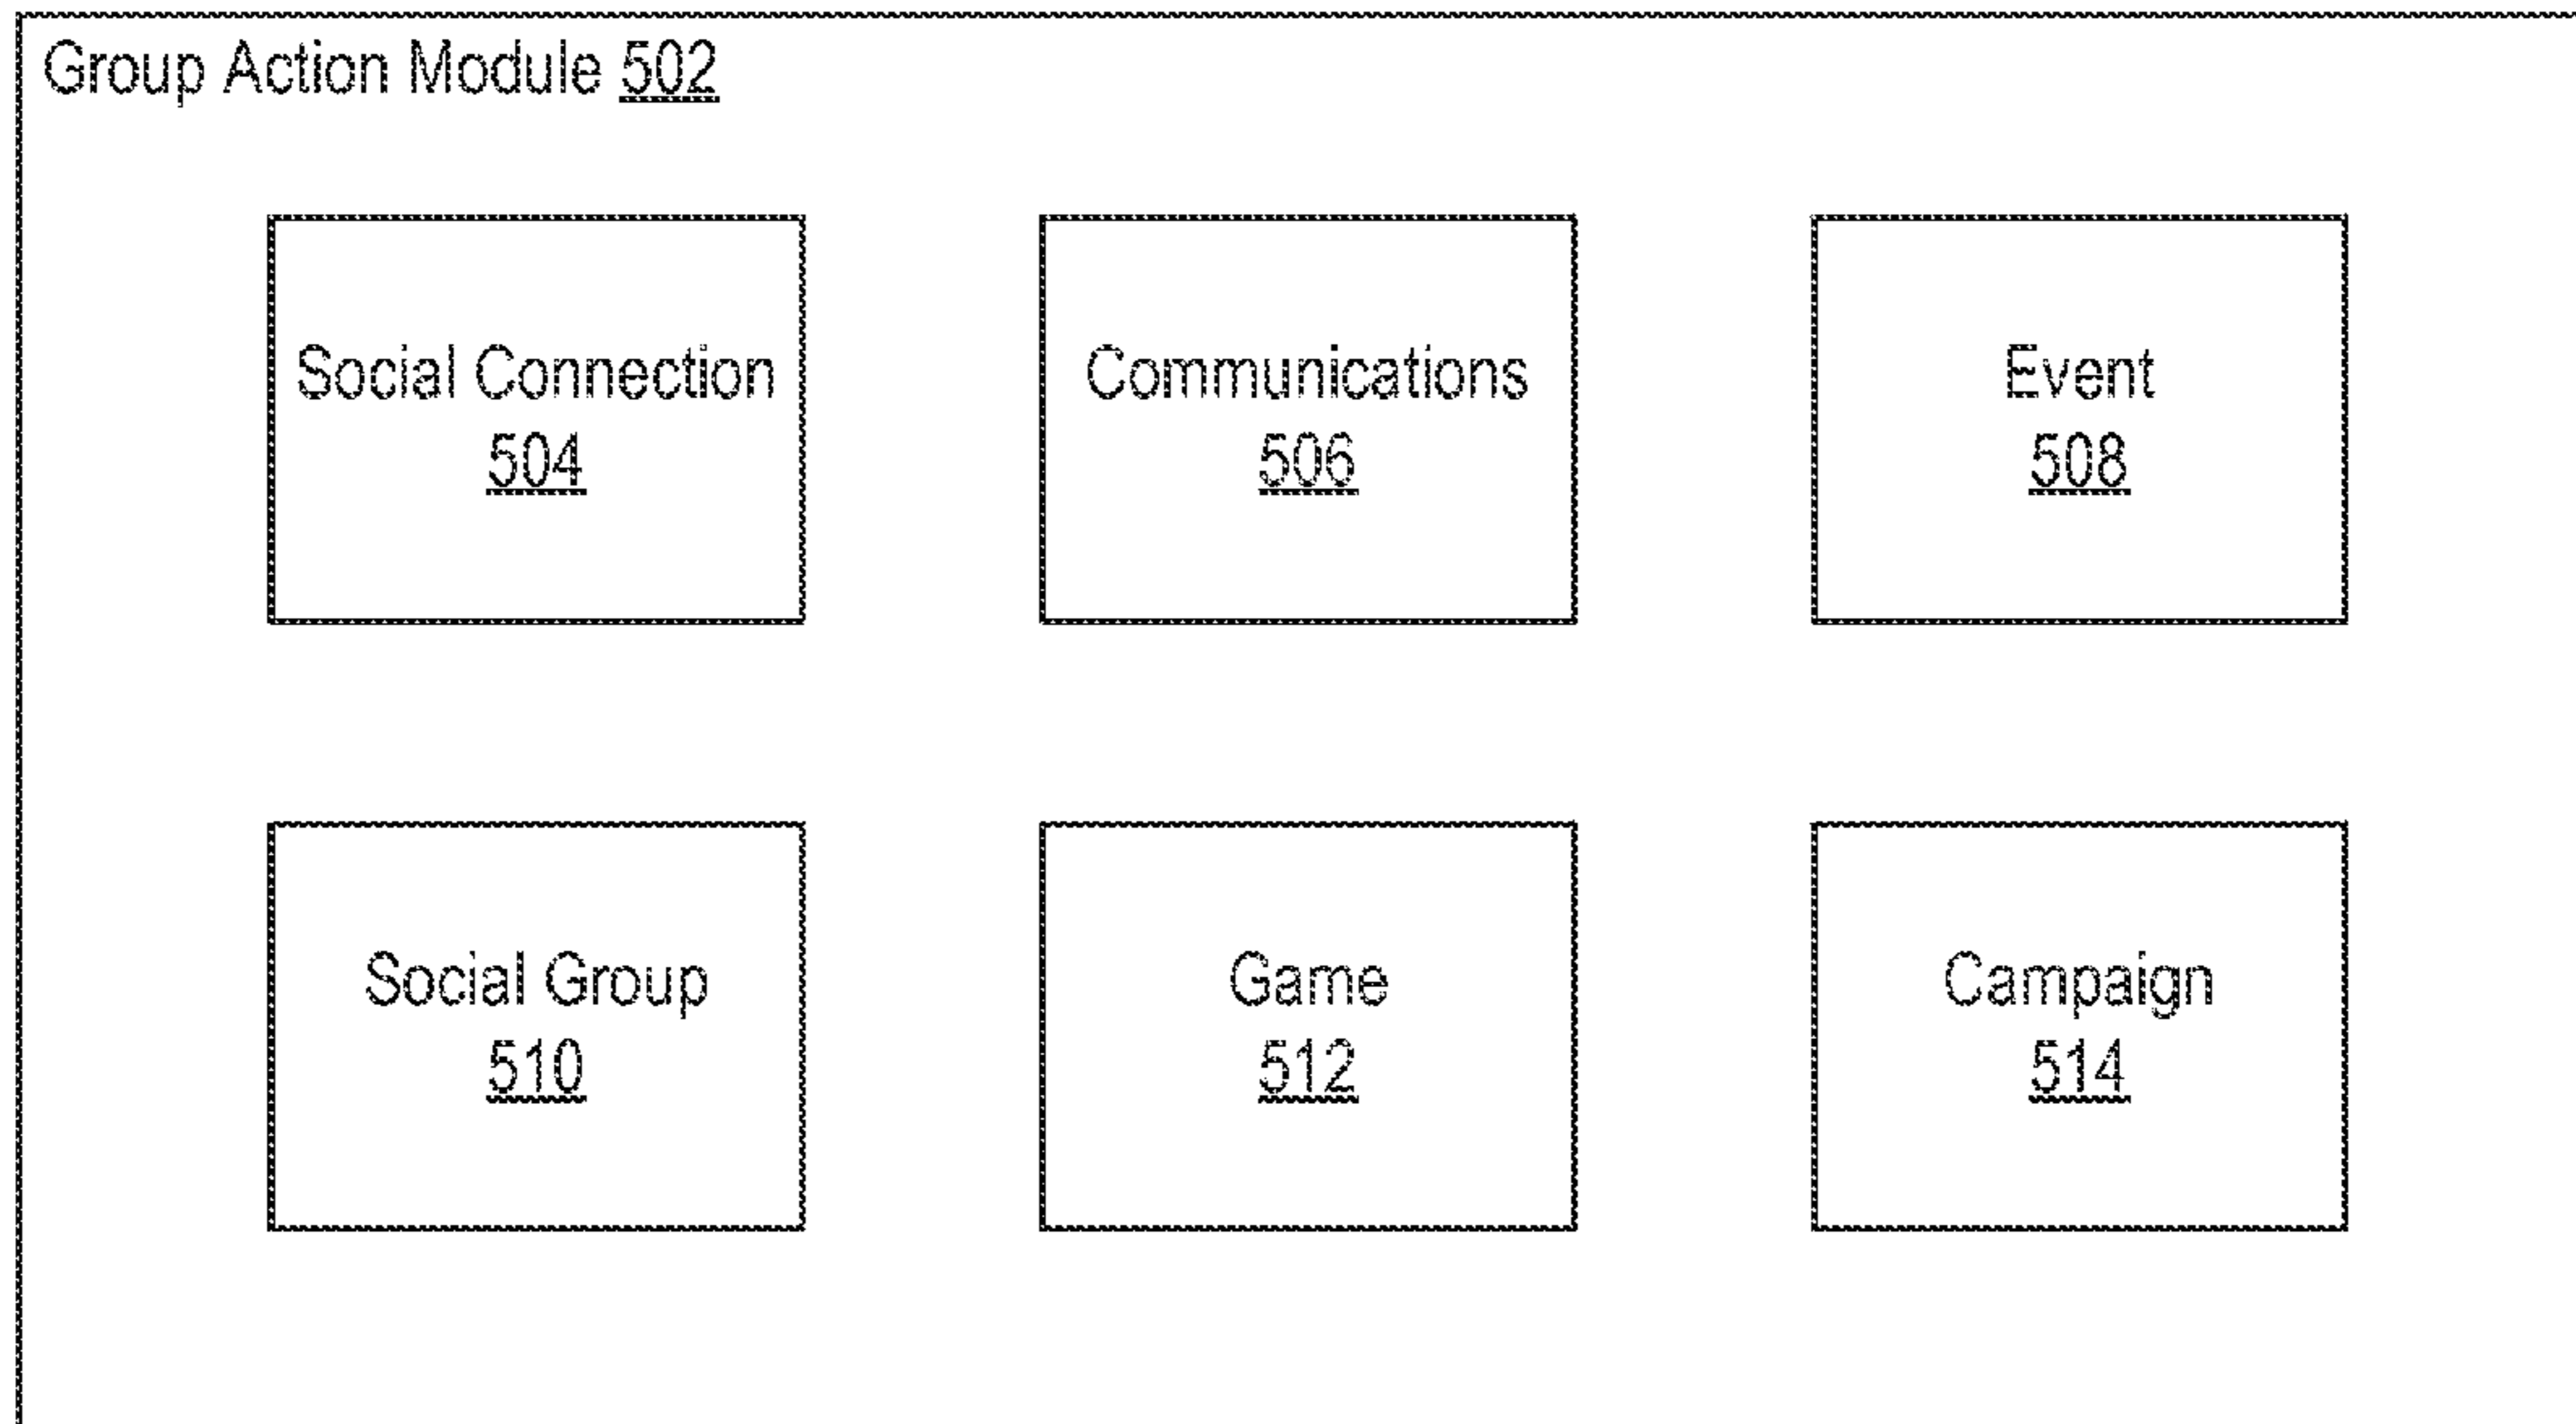 Group Action Module 502
Social Connection
504
Communications
506
Event
508
Social Group
510
Game
512
Campaign
514